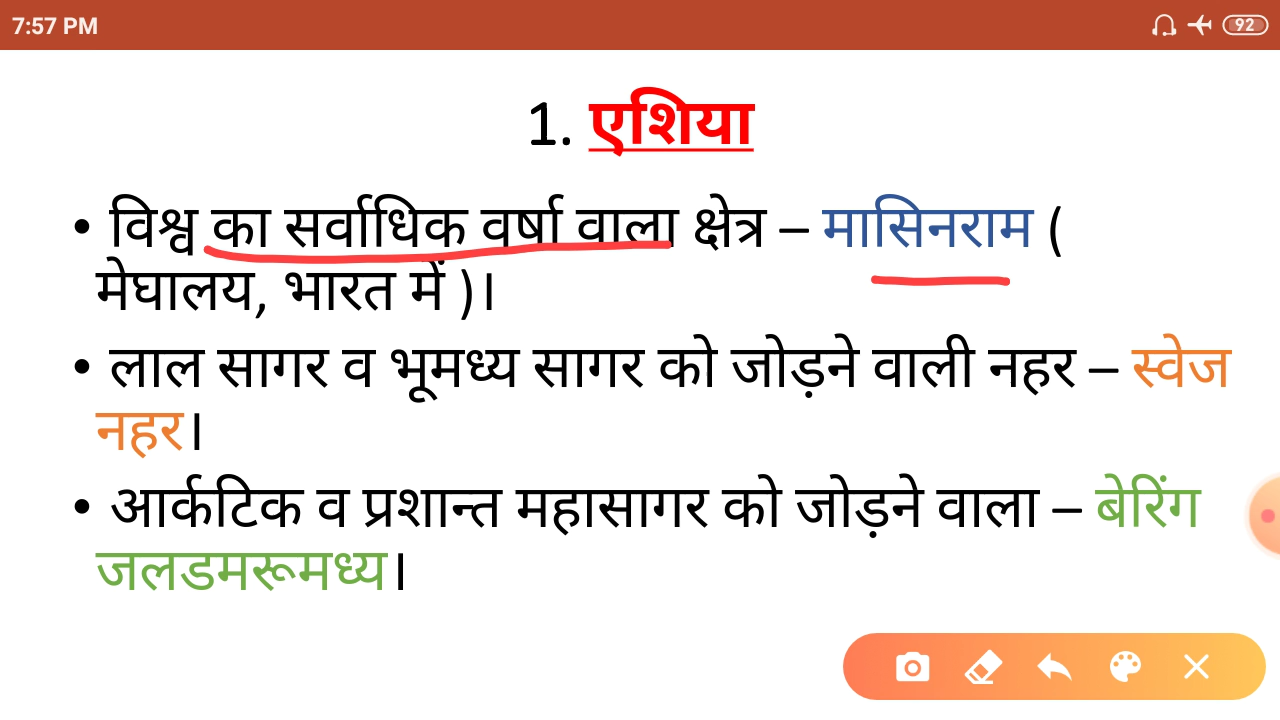 7:57 PM
92
1. एशिया
• विश्व का सर्वाधिक वर्षा वाला क्षेत्र – मासिनराम (
मेघालय, भारत में )।
• लाल सागर व भूमध्य सागर को जोड़ने वाली नहर – स्वेज
नहर।
• आर्कटिक व प्रशान्त महासागर को जोड़ने वाला – बेरिंग
जलडमरूमध्य।